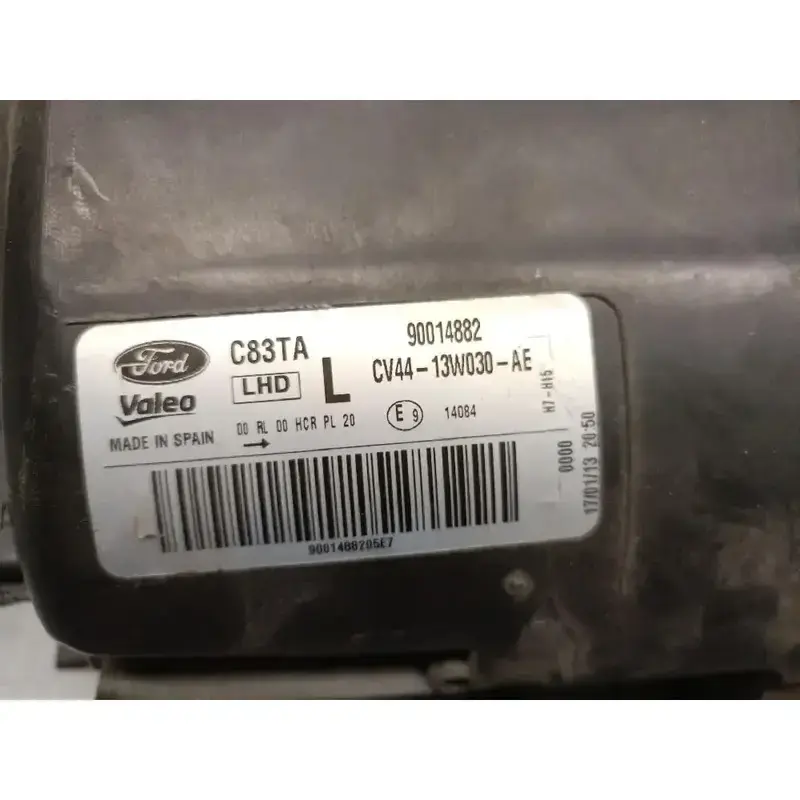 Ford
C83TA
90014882
Valeo
LHD
L
CV44-13W030-AE
MADE IN SPAIN
00 RL 00 HCR PL 20
E 9
14084
H7-H15
0000
17/01/13 20:50